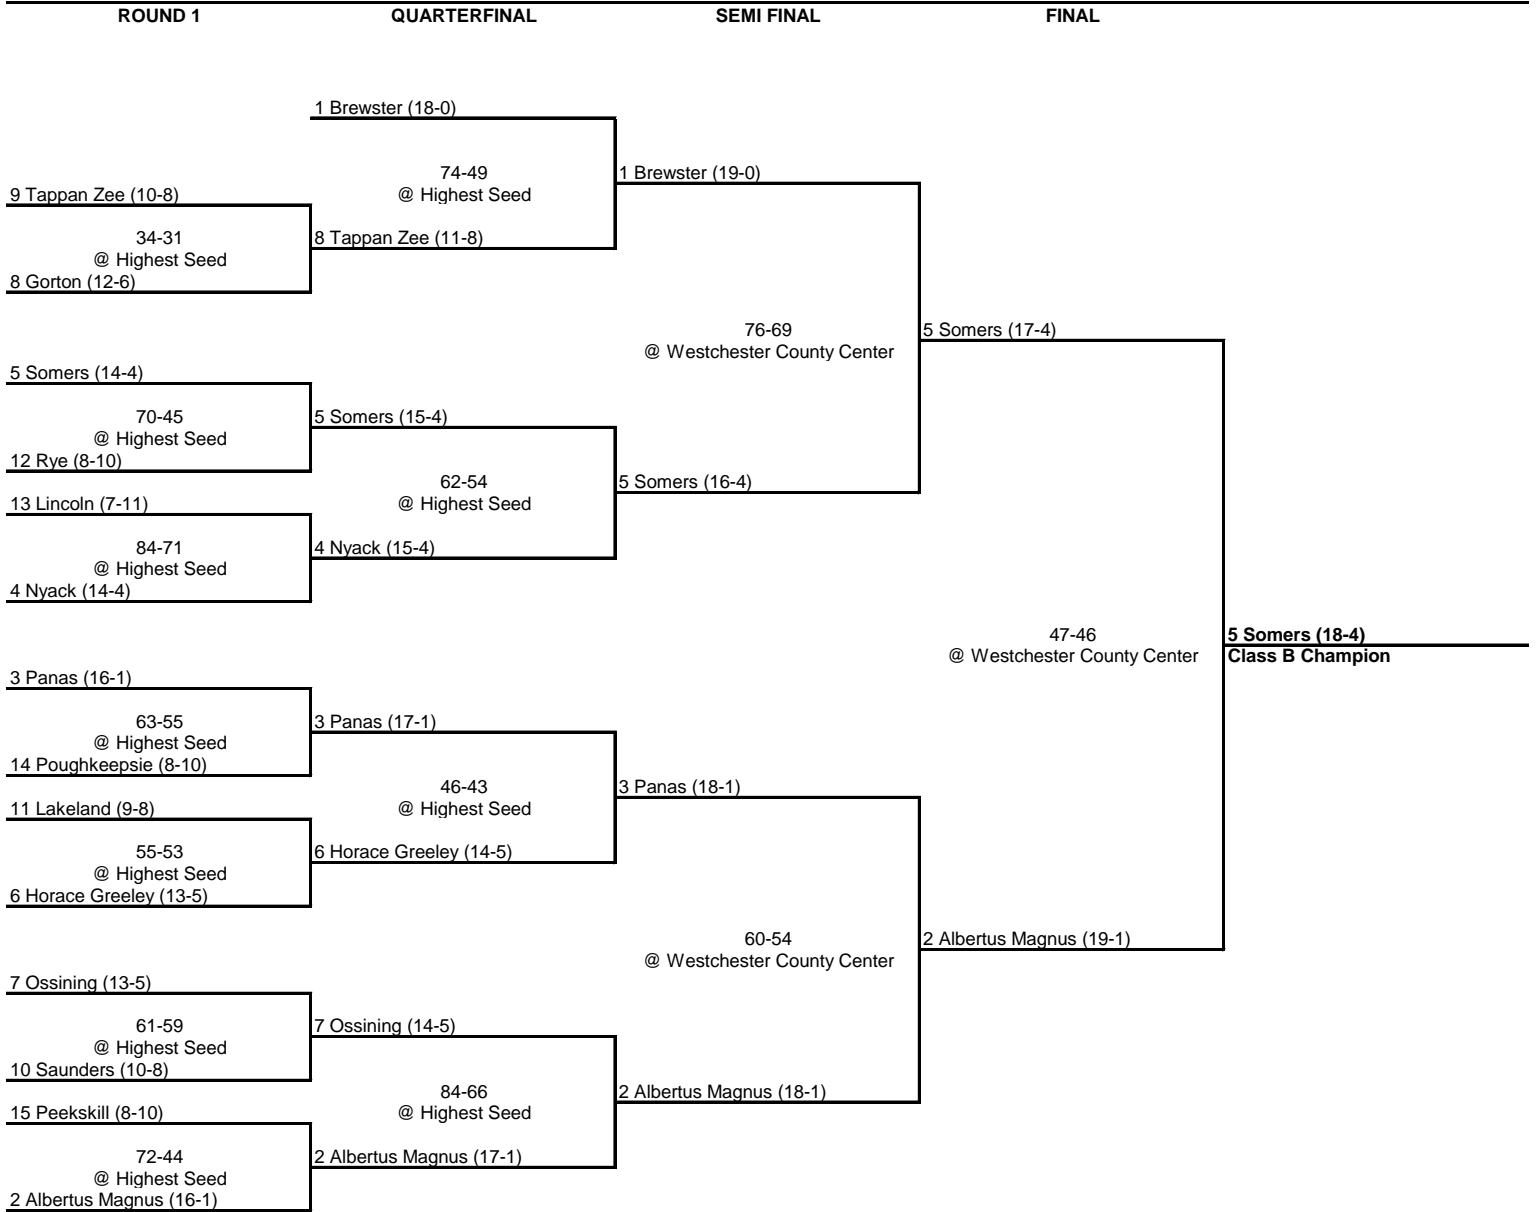 ROUND 1 QUARTERFINAL SEMI FINAL FINAL
1 Brewster (18-0)
74-49
@ Highest Seed
1 Brewster (19-0)
9 Tappan Zee (10-8)
34-31
@ Highest Seed
8 Tappan Zee (11-8)
8 Gorton (12-6)
76-69
@ Westchester County Center
5 Somers (17-4)
5 Somers (14-4)
70-45
@ Highest Seed
5 Somers (15-4)
12 Rye (8-10)
62-54
@ Highest Seed
5 Somers (16-4)
13 Lincoln (7-11)
84-71
@ Highest Seed
4 Nyack (15-4)
4 Nyack (14-4)
47-46
@ Westchester County Center
5 Somers (18-4)
Class B Champion
3 Panas (16-1)
63-55
@ Highest Seed
3 Panas (17-1)
14 Poughkeepsie (8-10)
46-43
@ Highest Seed
3 Panas (18-1)
11 Lakeland (9-8)
55-53
@ Highest Seed
6 Horace Greeley (14-5)
6 Horace Greeley (13-5)
60-54
@ Westchester County Center
2 Albertus Magnus (19-1)
7 Ossining (13-5)
61-59
@ Highest Seed
7 Ossining (14-5)
10 Saunders (10-8)
84-66
@ Highest Seed
2 Albertus Magnus (18-1)
15 Peekskill (8-10)
72-44
@ Highest Seed
2 Albertus Magnus (17-1)
2 Albertus Magnus (16-1)